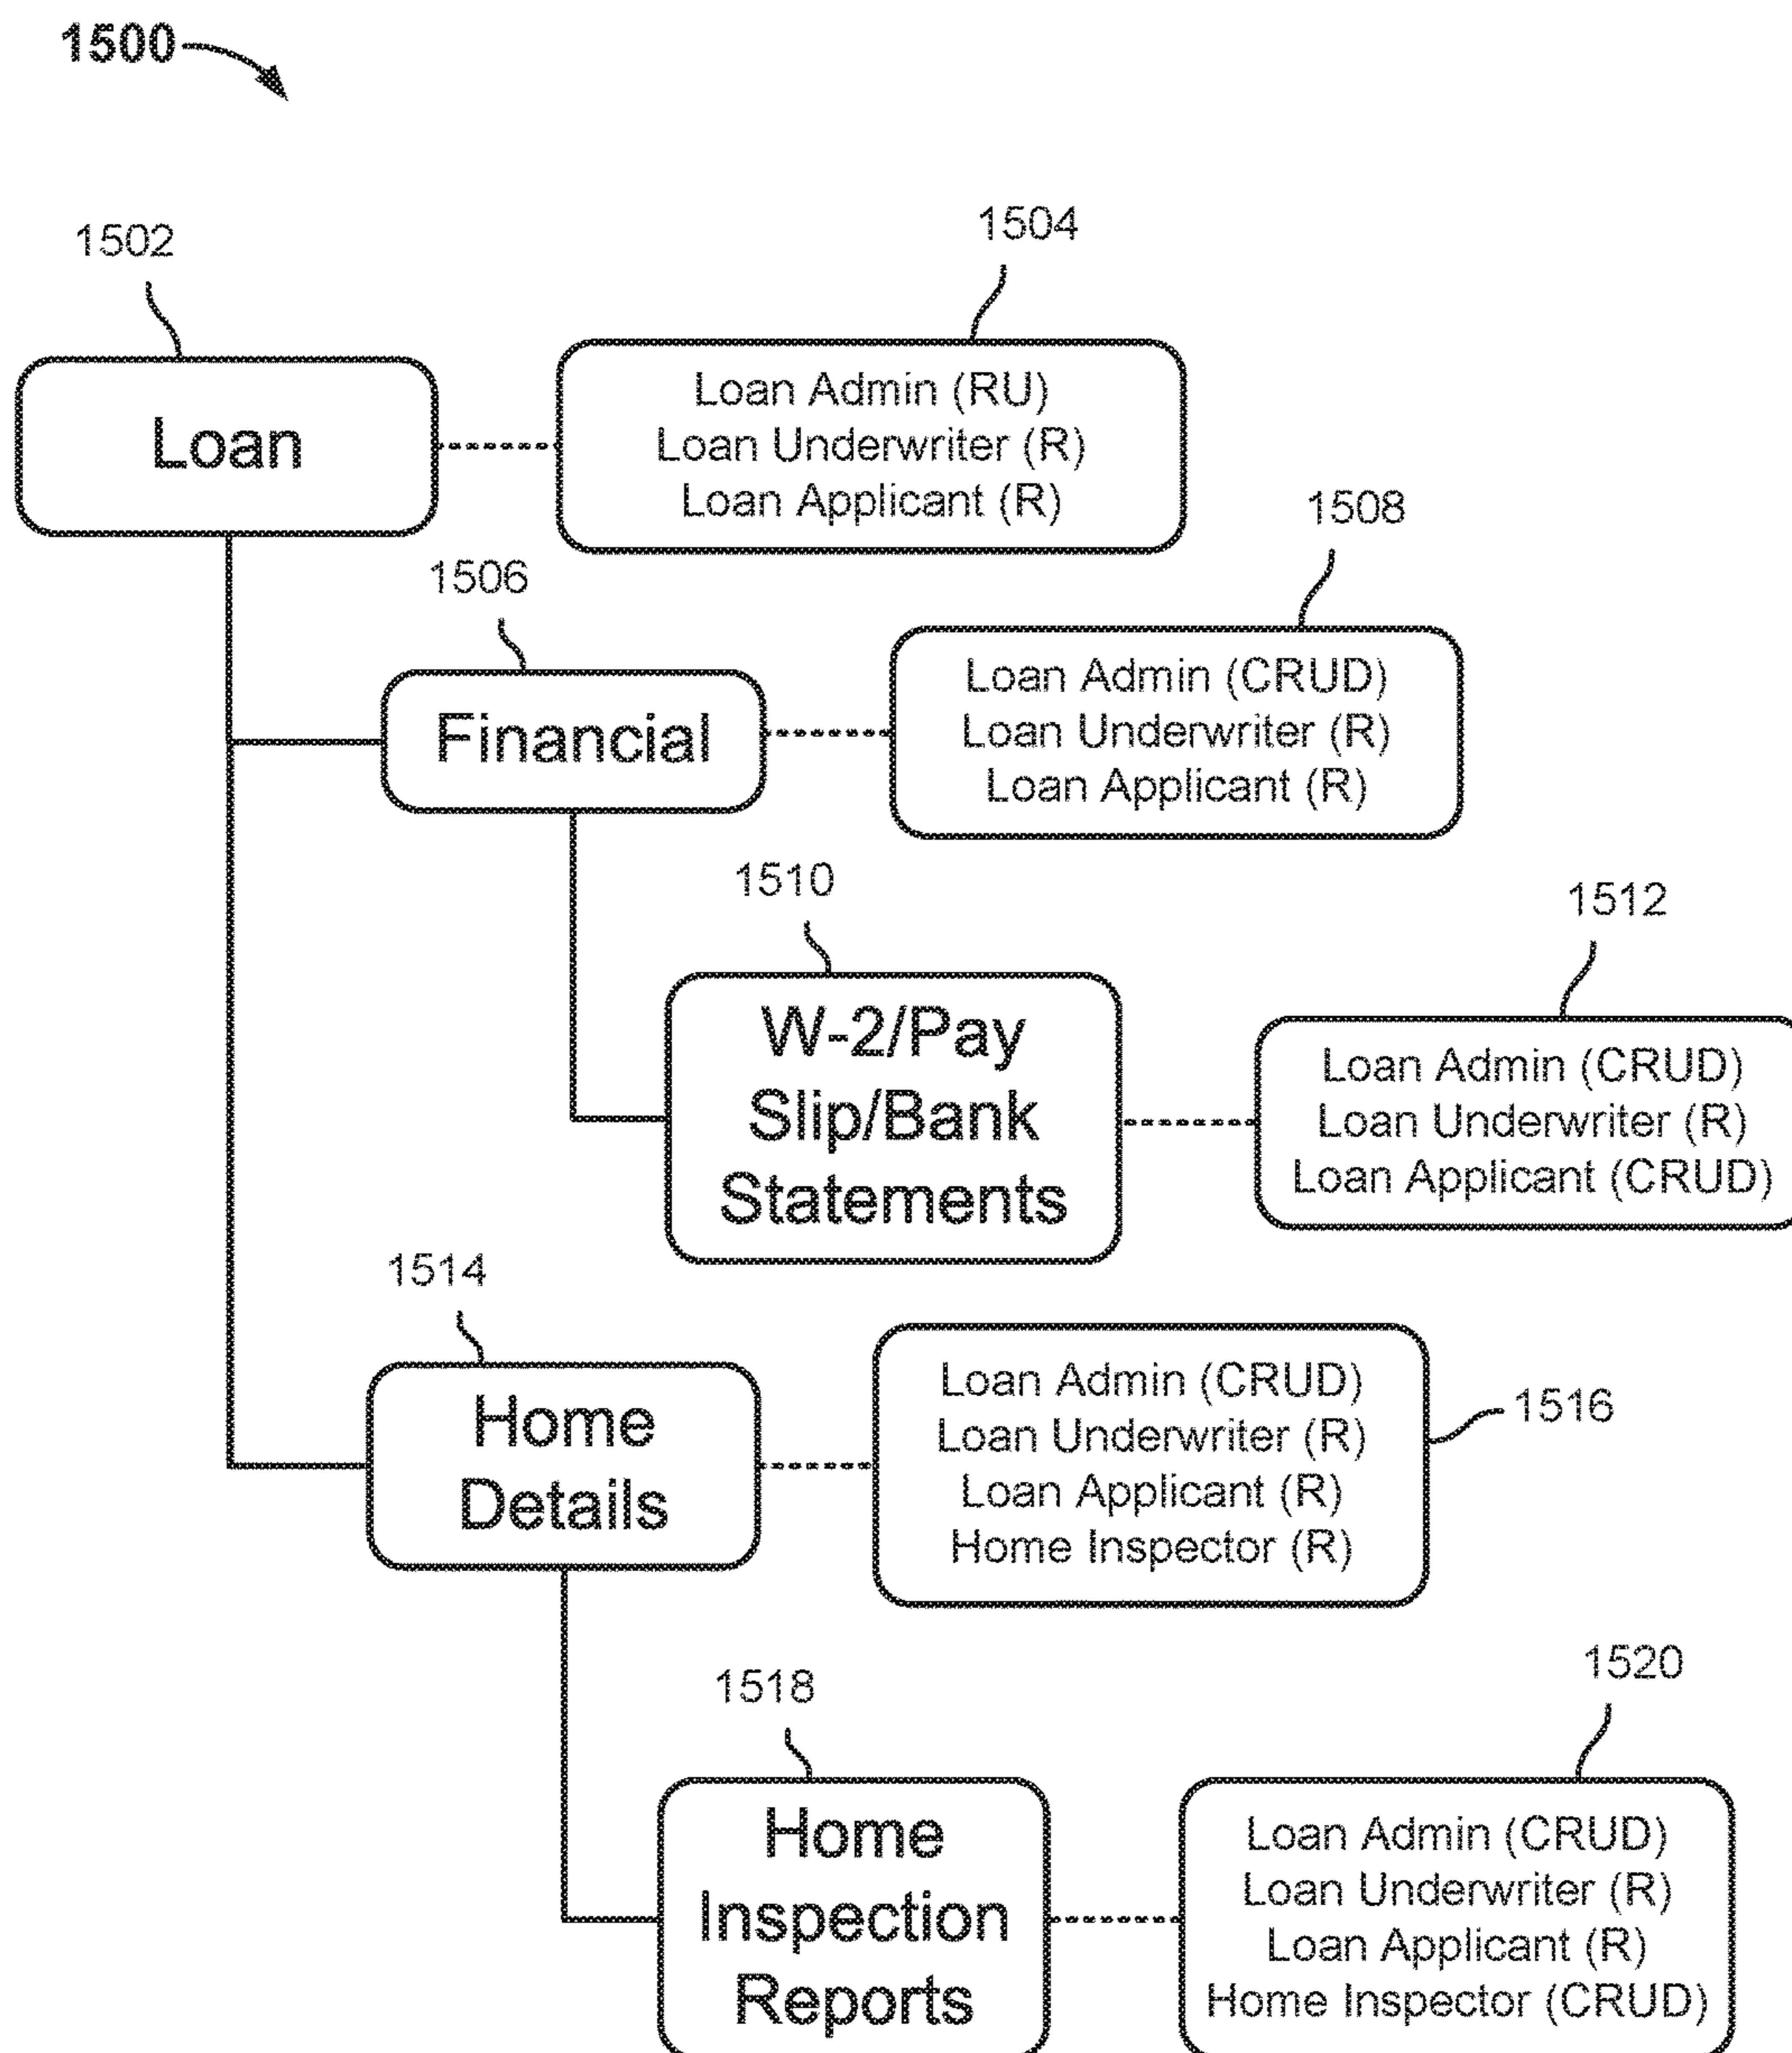 1500
1502
1504
Loan
Loan Admin (RU)
Loan Underwriter (R)
Loan Applicant (R)
1506
1508
Financial
Loan Admin (CRUD)
Loan Underwriter (R)
Loan Applicant (R)
1510
1512
W-2/Pay
Slip/Bank
Statements
Loan Admin (CRUD)
Loan Underwriter (R)
Loan Applicant (CRUD)
1514
1516
Home
Details
Loan Admin (CRUD)
Loan Underwriter (R)
Loan Applicant (R)
Home Inspector (R)
1518
1520
Home
Inspection
Reports
Loan Admin (CRUD)
Loan Underwriter (R)
Loan Applicant (R)
Home Inspector (CRUD)